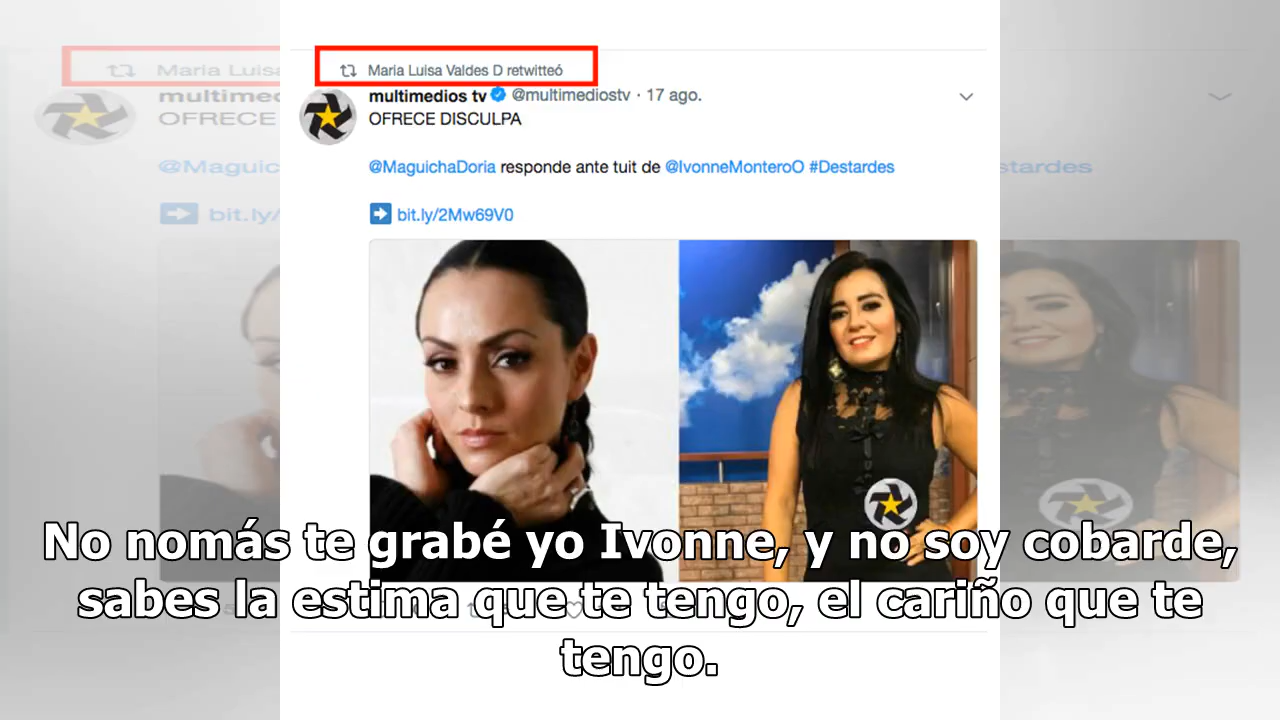 Maria Luisa Valdes D retwitteó
multimedios tv @multimediostv · 17 ago.
OFRECE DISCULPA
@MaguichaDoria responde ante tuit de @IvonneMonteroO #Destardes
bit.ly/2Mw69V0
No nomás te grabé yo Ivonne, y no soy cobarde,
sabes la estima que te tengo, el cariño que te
tengo.